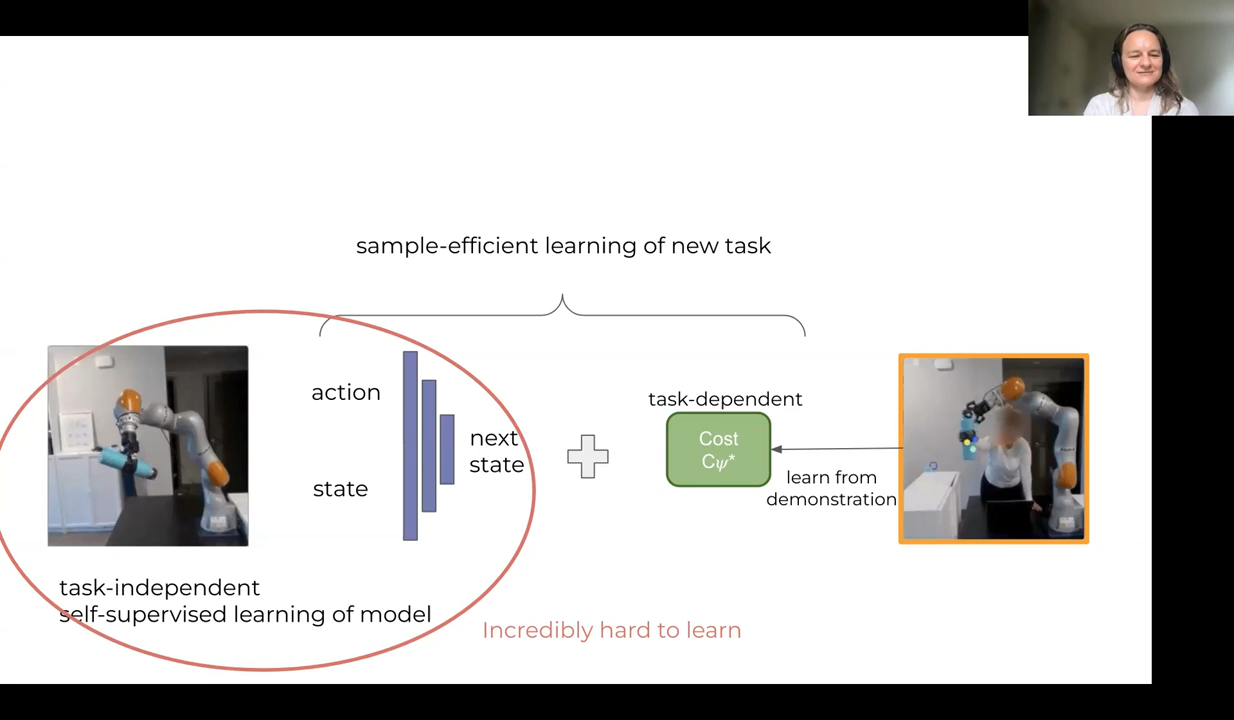 sample-efficient learning of new task
action
state
next
state
task-independent
self-supervised learning of model
task-dependent
Cost
Cψ*
learn from
demonstration
Incredibly hard to learn